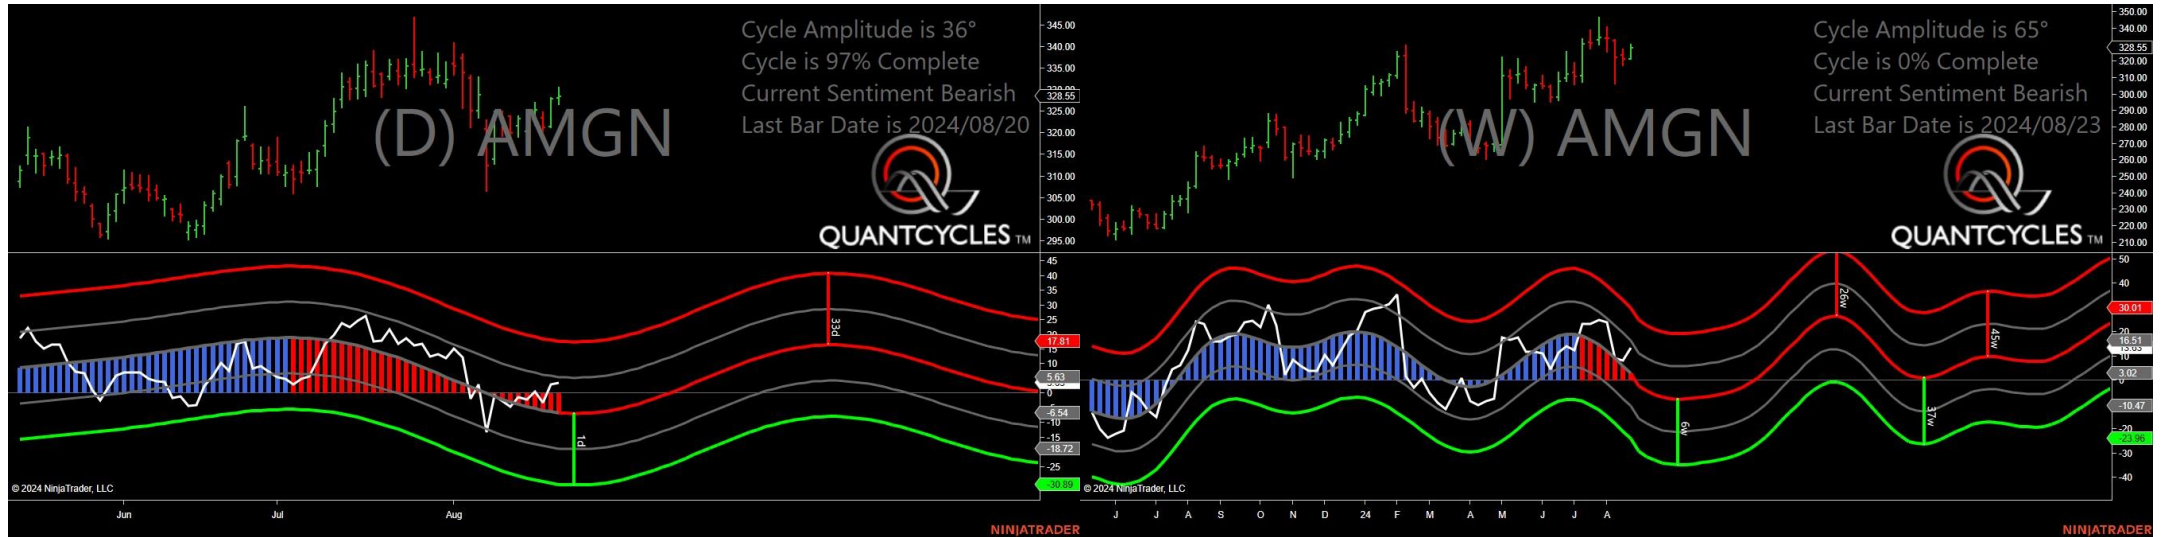 Cycle Amplitude is 36°
Cycle is 97% Complete
Current Sentiment Bearish
Last Bar Date is 2024/08/20
(D) AMGN
QUANTCYCLES TM
345.00
340.00
335.00
328.55
325.00
320.00
315.00
310.00
305.00
300.00
295.00
45
40
35
30
25
20
17.81
15
10
5.63
0
-6.54
-10
-15
-18.72
-25
-30.89
33d
1d
© 2024 NinjaTrader, LLC
Jun Jul Aug
NINJATRADER
Cycle Amplitude is 65°
Cycle is 0% Complete
Current Sentiment Bearish
Last Bar Date is 2024/08/23
(W) AMGN
QUANTCYCLES TM
350.00
340.00
328.55
320.00
310.00
300.00
290.00
280.00
270.00
260.00
250.00
240.00
230.00
220.00
210.00
50
40
30.01
20
16.51
10
3.02
0
-10.47
-20
-23.96
-30
-40
26w
45w
6w
37w
© 2024 NinjaTrader, LLC
J J A S O N D 24 F M A M J J A
NINJATRADER